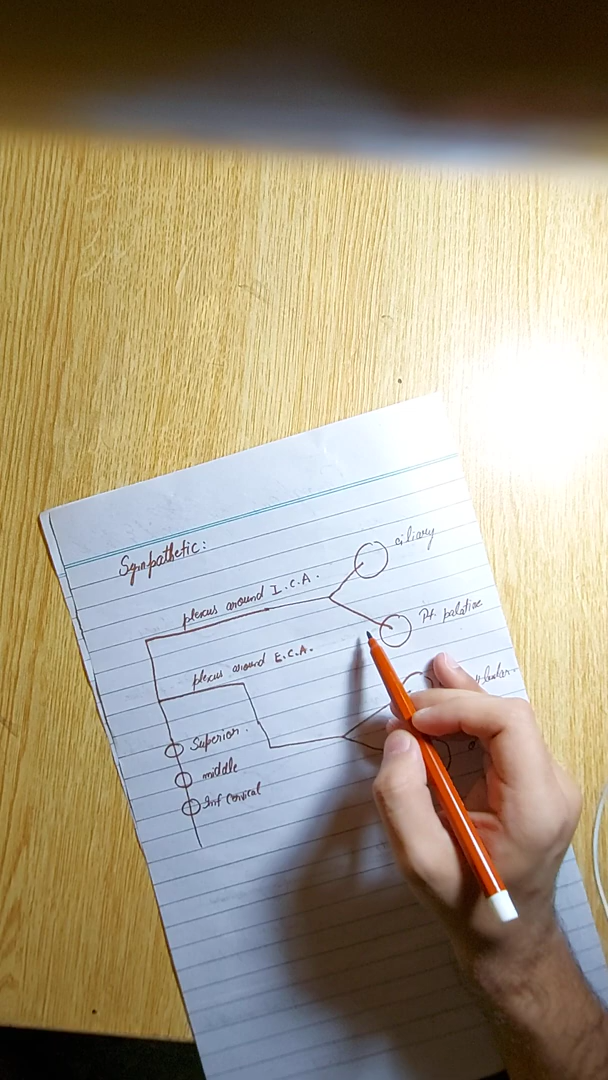 Sympathetic:
ciliary
plexus around I.C.A.
Pt. palatine
plexus around E.C.A.
Superior.
middle
Inf Cervical